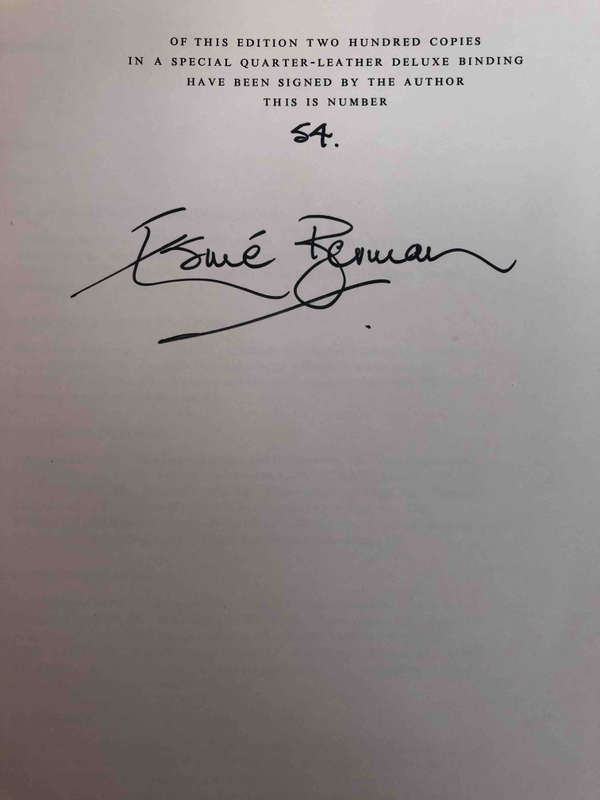 OF THIS EDITION TWO HUNDRED COPIES
IN A SPECIAL QUARTER-LEATHER DELUXE BINDING
HAVE BEEN SIGNED BY THE AUTHOR
THIS IS NUMBER
54.
Esmé Berman